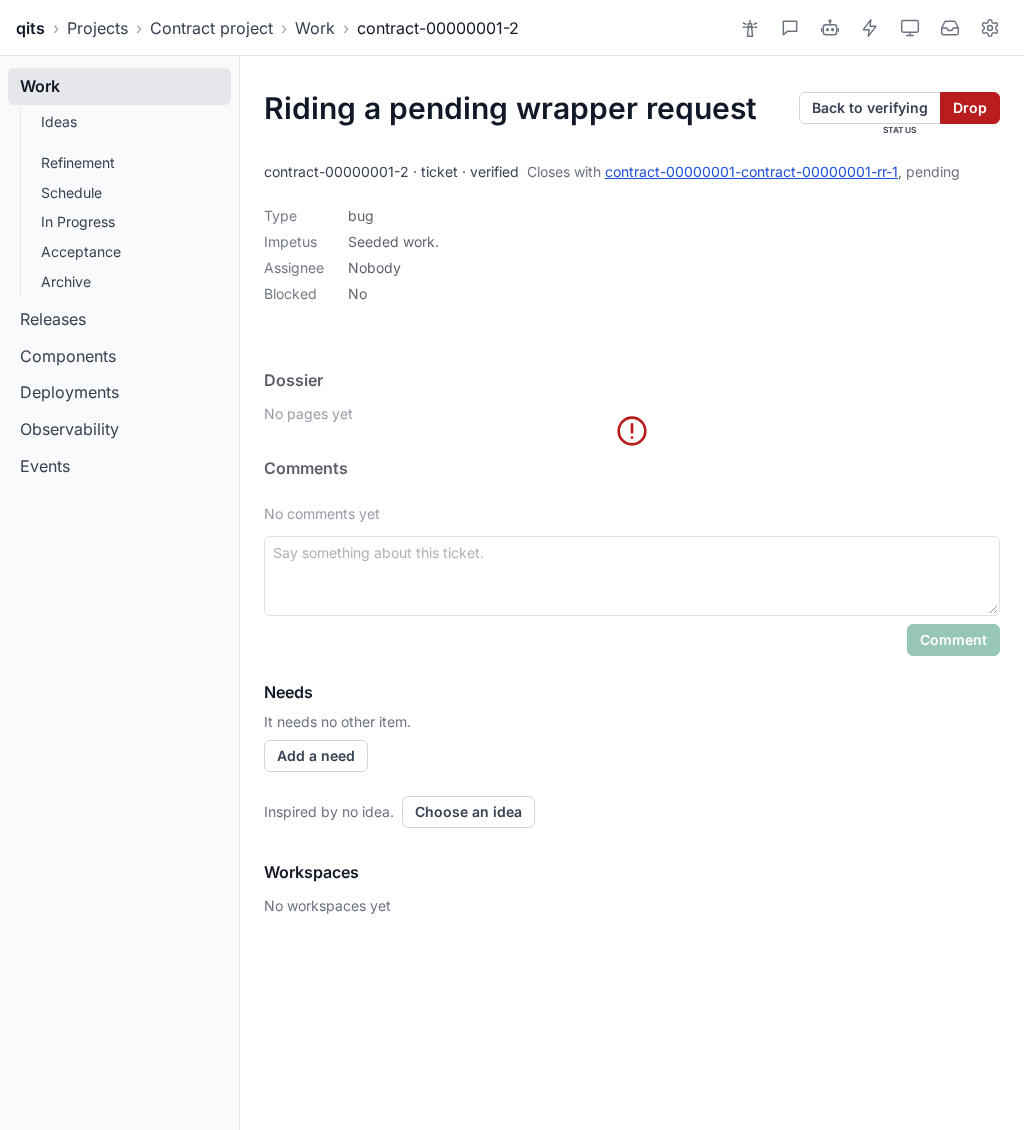 qits › Projects › Contract project › Work › contract-00000001-2
Work
Ideas
Refinement
Schedule
In Progress
Acceptance
Archive
Releases
Components
Deployments
Observability
Events
Riding a pending wrapper request
Back to verifying
Drop
STATUS
contract-00000001-2 · ticket · verified Closes with contract-00000001-contract-00000001-rr-1, pending
Type bug
Impetus Seeded work.
Assignee Nobody
Blocked No
Dossier
No pages yet
Comments
No comments yet
Say something about this ticket.
Comment
Needs
It needs no other item.
Add a need
Inspired by no idea. Choose an idea
Workspaces
No workspaces yet